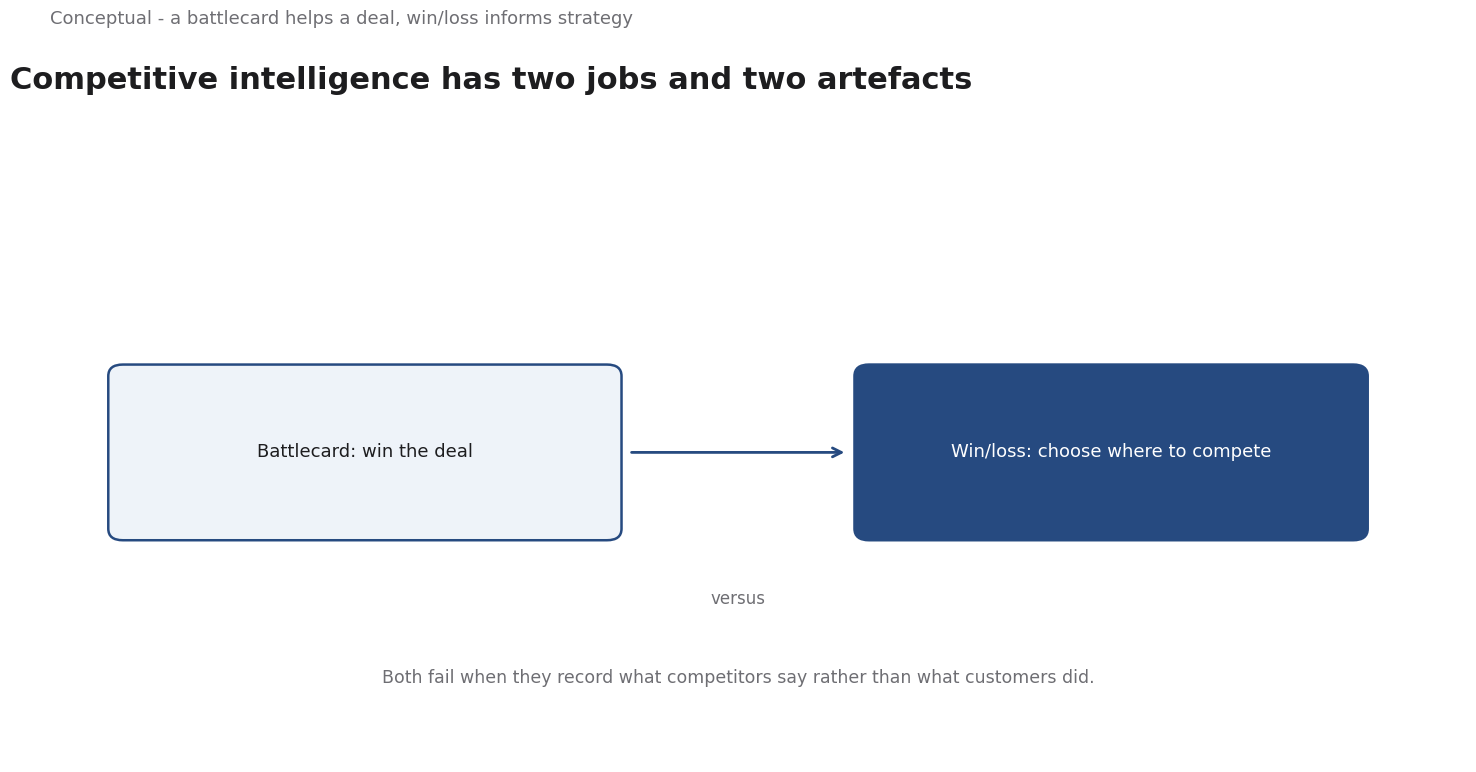 Conceptual - a battlecard helps a deal, win/loss informs strategy
Competitive intelligence has two jobs and two artefacts
Battlecard: win the deal
Win/loss: choose where to compete
versus
Both fail when they record what competitors say rather than what customers did.